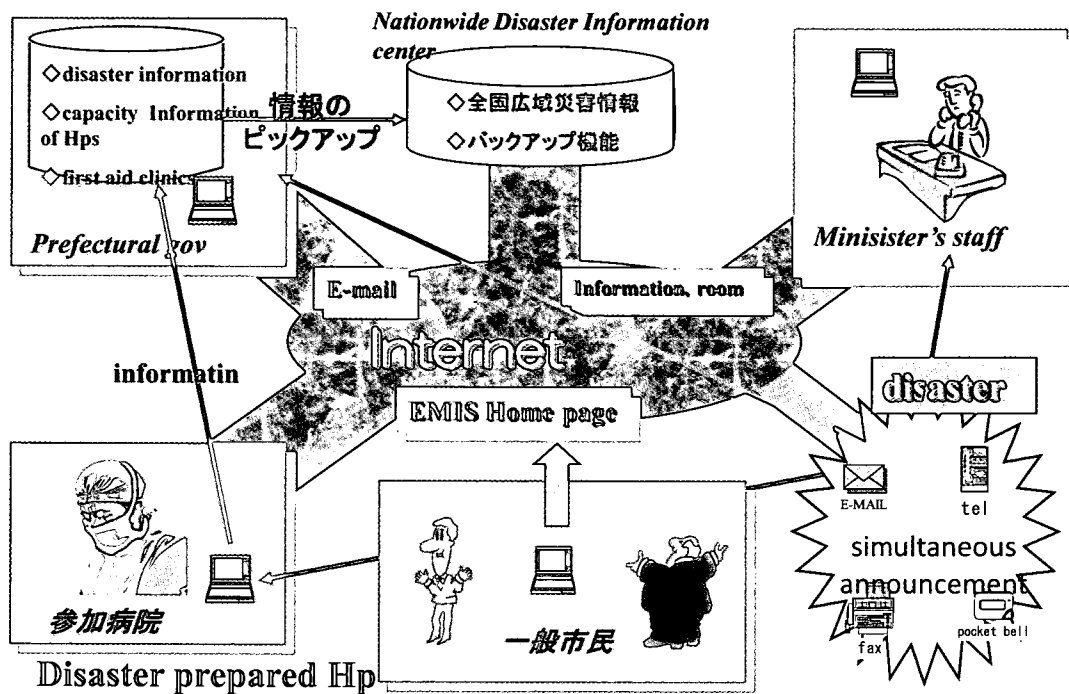 Nationwide Disaster Information
center
◇disaster information
◇capacity Information
of Hps
◇first aid clinics
Prefectural gov
情報の
ピックアップ
◇全国広域災害情報
◇バックアップ機能
Minisister's staff
E-mail
Information, room
Internet
informatin
EMIS Home page
disaster
E-MAIL
tel
simultaneous
announcement
fax
pocket bell
参加病院
一般市民
Disaster prepared Hp